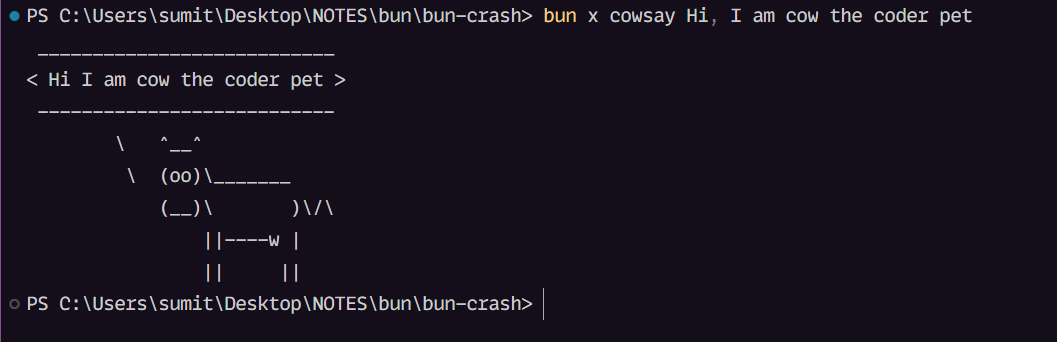 PS C:\Users\sumit\Desktop\NOTES\bun\bun-crash> bun x cowsay Hi, I am cow the coder pet
 ___________________________
< Hi I am cow the coder pet >
 ---------------------------
        \   ^__^
         \  (oo)\_______
            (__)\       )\/\
                ||----w |
                ||     ||
PS C:\Users\sumit\Desktop\NOTES\bun\bun-crash>